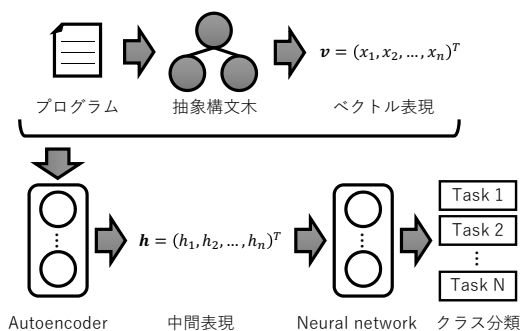 v = (x₁, x₂, …, xₙ)ᵀ
プログラム
抽象構文木
ベクトル表現
h = (h₁, h₂, …, hₙ)ᵀ
Task 1
Task 2
⋮
Task N
Autoencoder
中間表現
Neural network
クラス分類